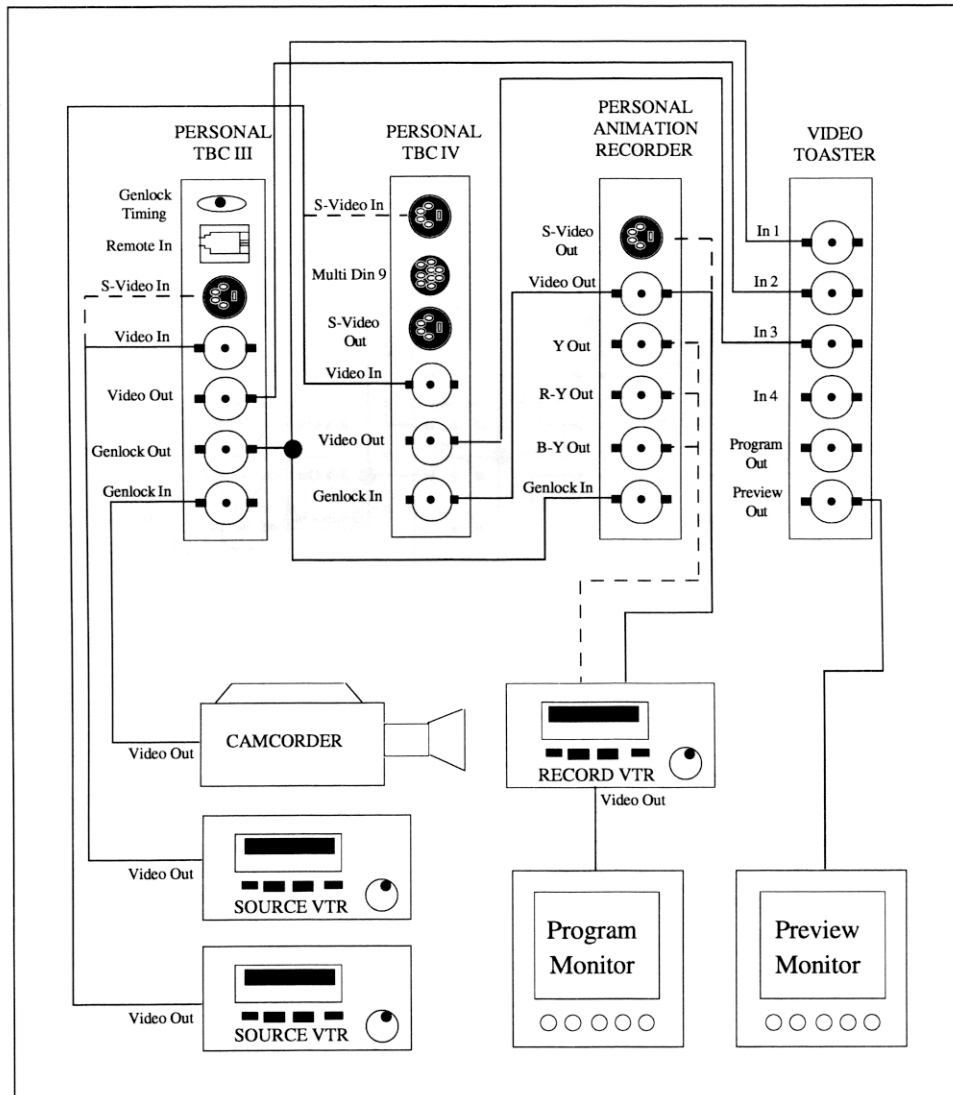 PERSONAL
TBC III
Genlock
Timing
Remote In
S-Video In
Video In
Video Out
Genlock Out
Genlock In
PERSONAL
TBC IV
S-Video In
Multi Din 9
S-Video
Out
Video In
Video Out
Genlock In
PERSONAL
ANIMATION
RECORDER
S-Video
Out
Video Out
Y Out
R-Y Out
B-Y Out
Genlock In
VIDEO
TOASTER
In 1
In 2
In 3
In 4
Program
Out
Preview
Out
CAMCORDER
Video Out
RECORD VTR
Video Out
Video Out
SOURCE VTR
Video Out
SOURCE VTR
Program
Monitor
Preview
Monitor